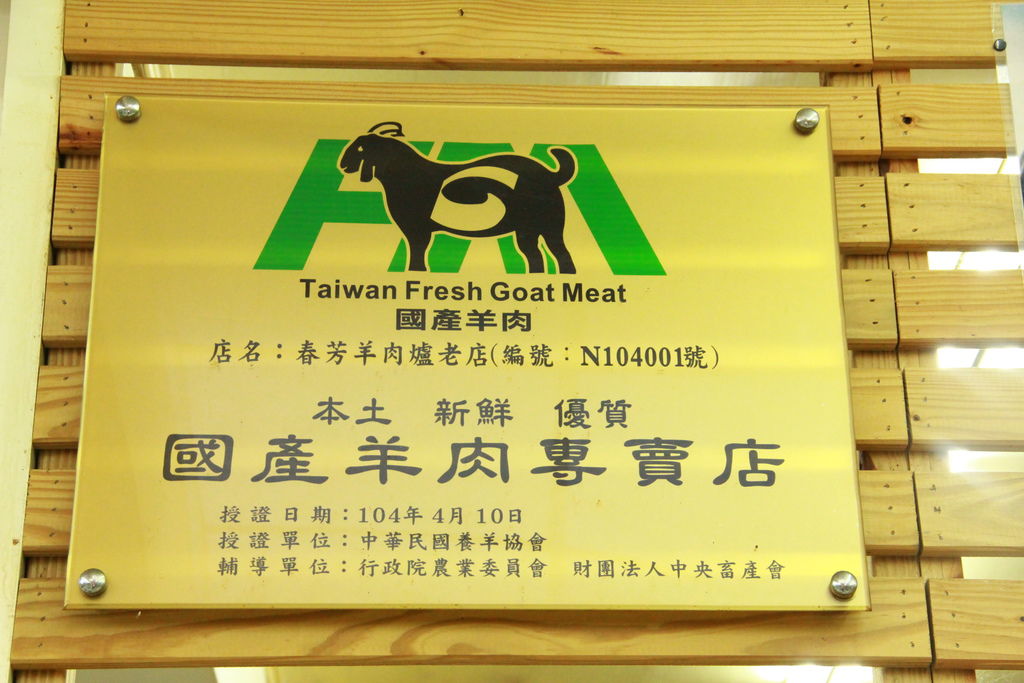 Taiwan Fresh Goat Meat
國產羊肉
店名：春芳羊肉爐老店(編號：N104001號)
本土 新鮮 優質
國產羊肉專賣店
授證日期：104年4月10日
授證單位：中華民國養羊協會
輔導單位：行政院農業委員會 財團法人中央畜產會